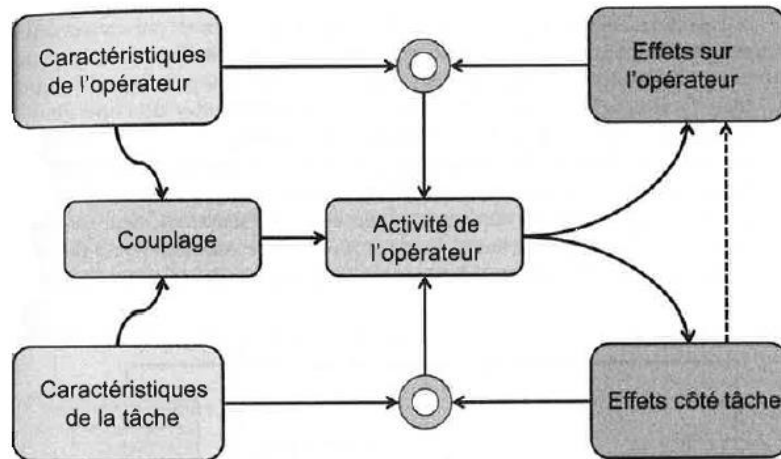 Caractéristiques
de l'opérateur
Effets sur
l'opérateur
Couplage
Activité de
l'opérateur
Caractéristiques
de la tâche
Effets côté tâche